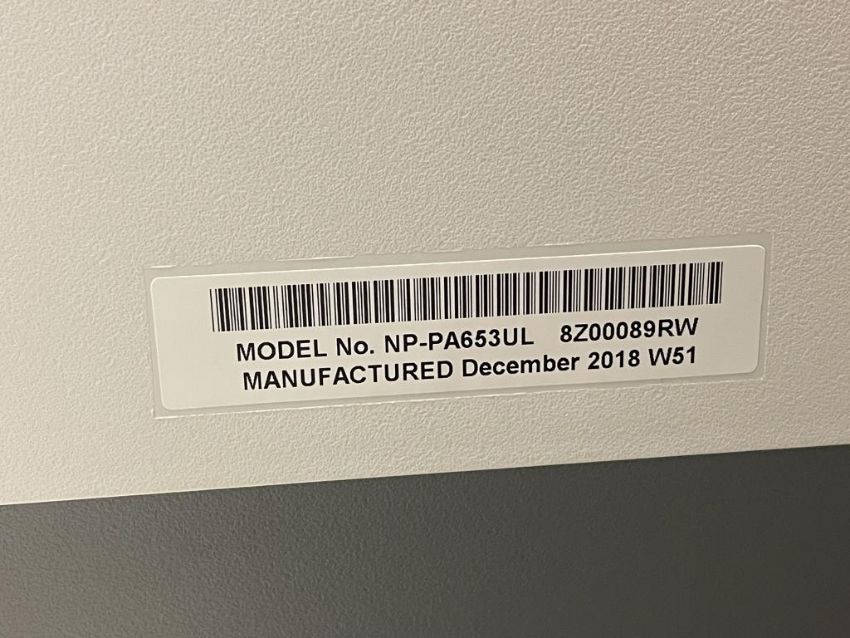 MODEL No. NP-PA653UL 8Z00089RW
MANUFACTURED December 2018 W51